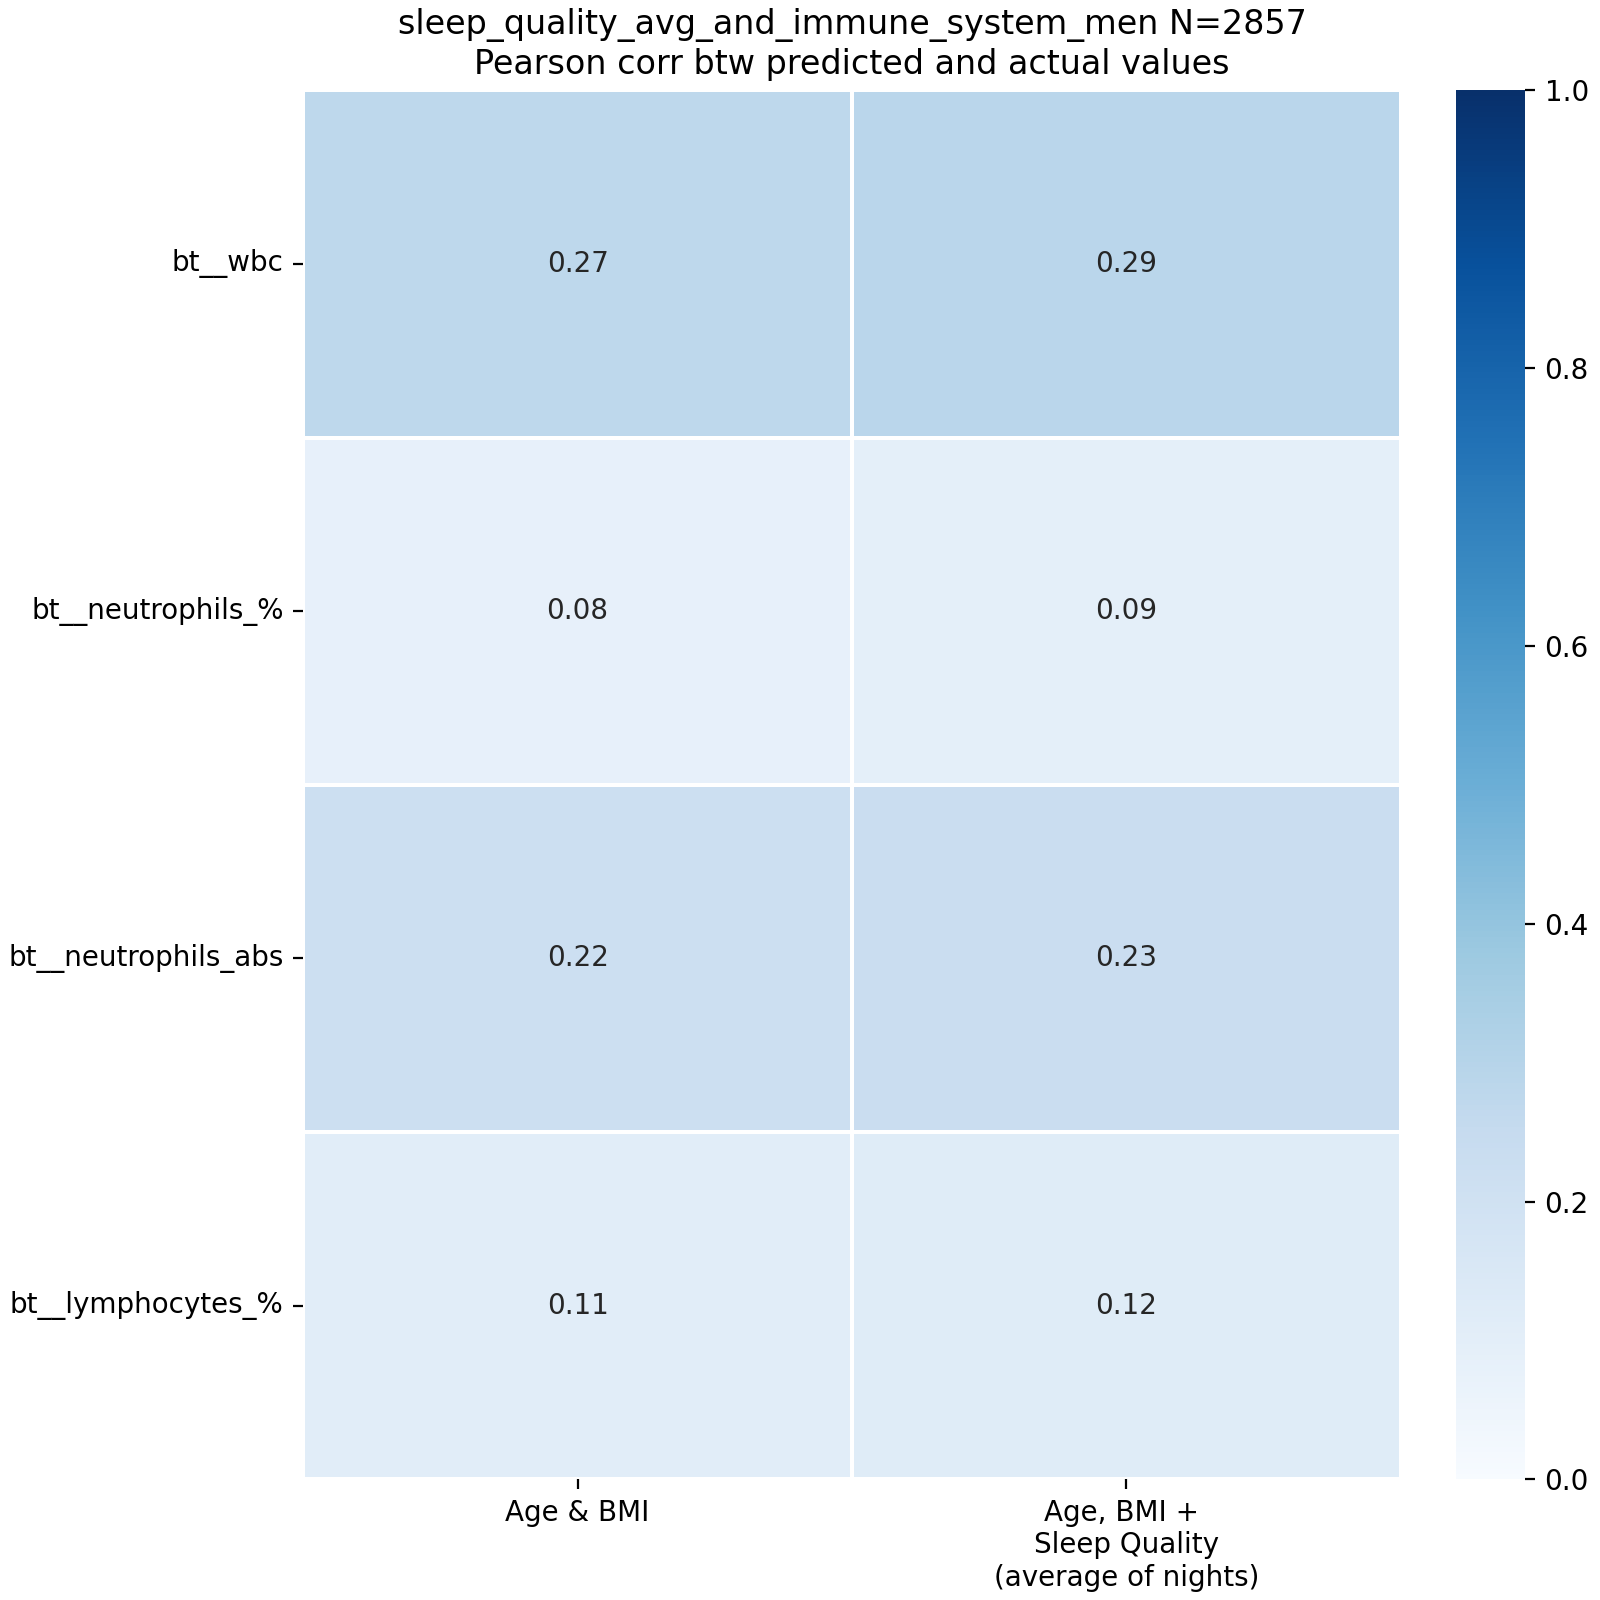 sleep_quality_avg_and_immune_system_men N=2857
Pearson corr btw predicted and actual values
1.0
0.8
0.6
0.4
0.2
0.0
bt__wbc
0.27
0.29
bt__neutrophils_%
0.08
0.09
bt__neutrophils_abs
0.22
0.23
bt__lymphocytes_%
0.11
0.12
Age & BMI
Age, BMI +
Sleep Quality
(average of nights)